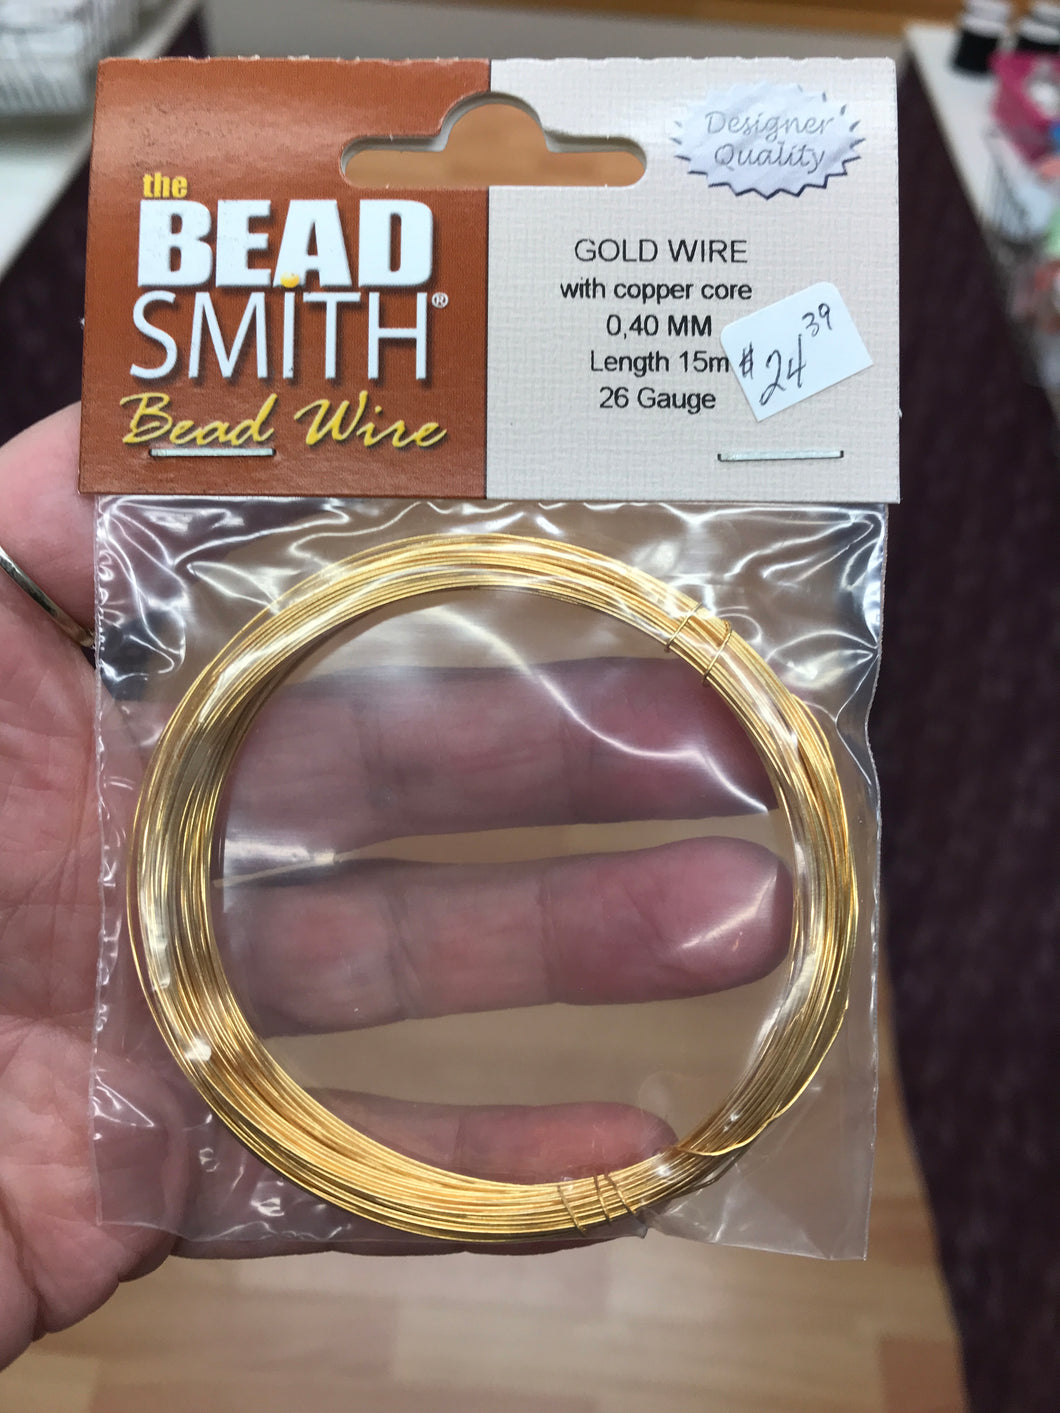 the
BEAD
SMITH®
Bead Wire
Designer
Quality
GOLD WIRE
with copper core
0,40 MM
Length 15m
26 Gauge
$24 39